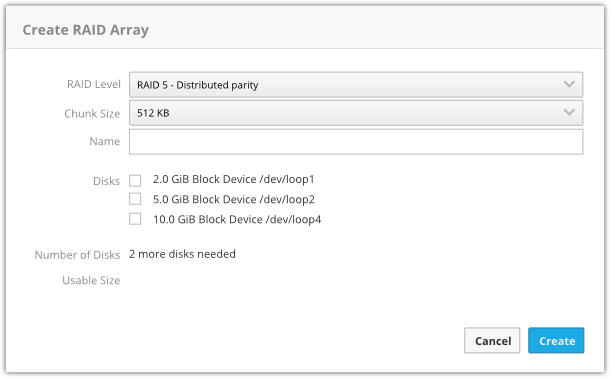 Create RAID Array
RAID Level RAID 5 - Distributed parity
Chunk Size 512 KB
Name
Disks 2.0 GiB Block Device /dev/loop1
5.0 GiB Block Device /dev/loop2
10.0 GiB Block Device /dev/loop4
Number of Disks 2 more disks needed
Usable Size
Cancel Create